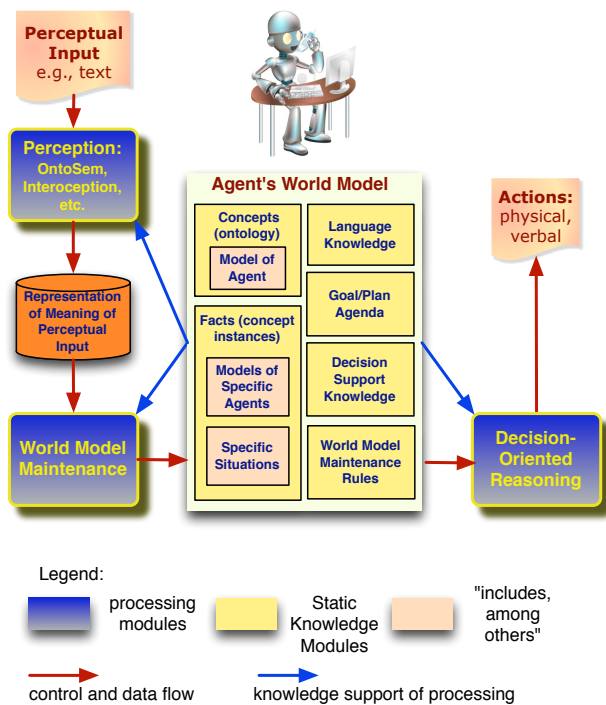 Perceptual
Input
e.g., text
Perception:
OntoSem,
Interoception,
etc.
Representation
of Meaning of
Perceptual
Input
World Model
Maintenance
Agent's World Model
Concepts
(ontology)
Model of
Agent
Facts (concept
instances)
Models of
Specific
Agents
Specific
Situations
Language
Knowledge
Goal/Plan
Agenda
Decision
Support
Knowledge
World Model
Maintenance
Rules
Actions:
physical,
verbal
Decision-
Oriented
Reasoning
Legend:
processing
modules
Static
Knowledge
Modules
"includes,
among
others"
control and data flow
knowledge support of processing